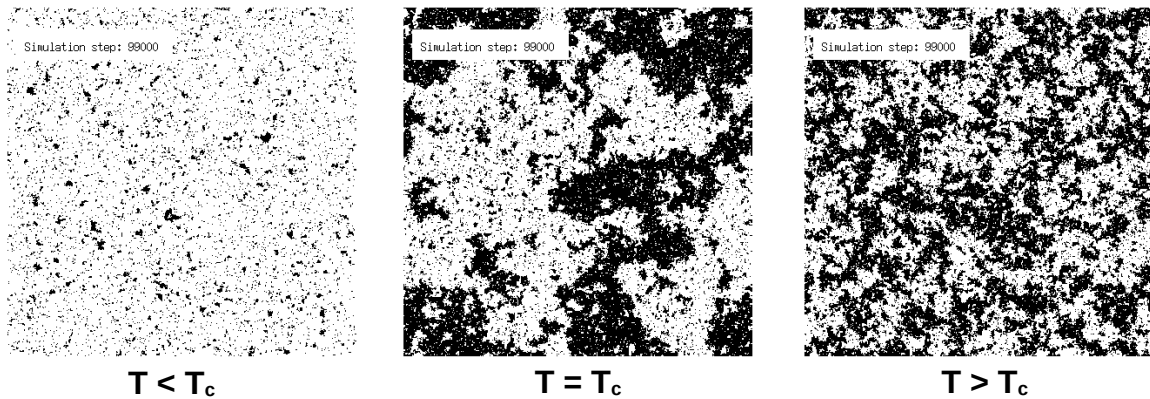 Simulation step: 99000
Simulation step: 99000
Simulation step: 99000
T < Tc
T = Tc
T > Tc